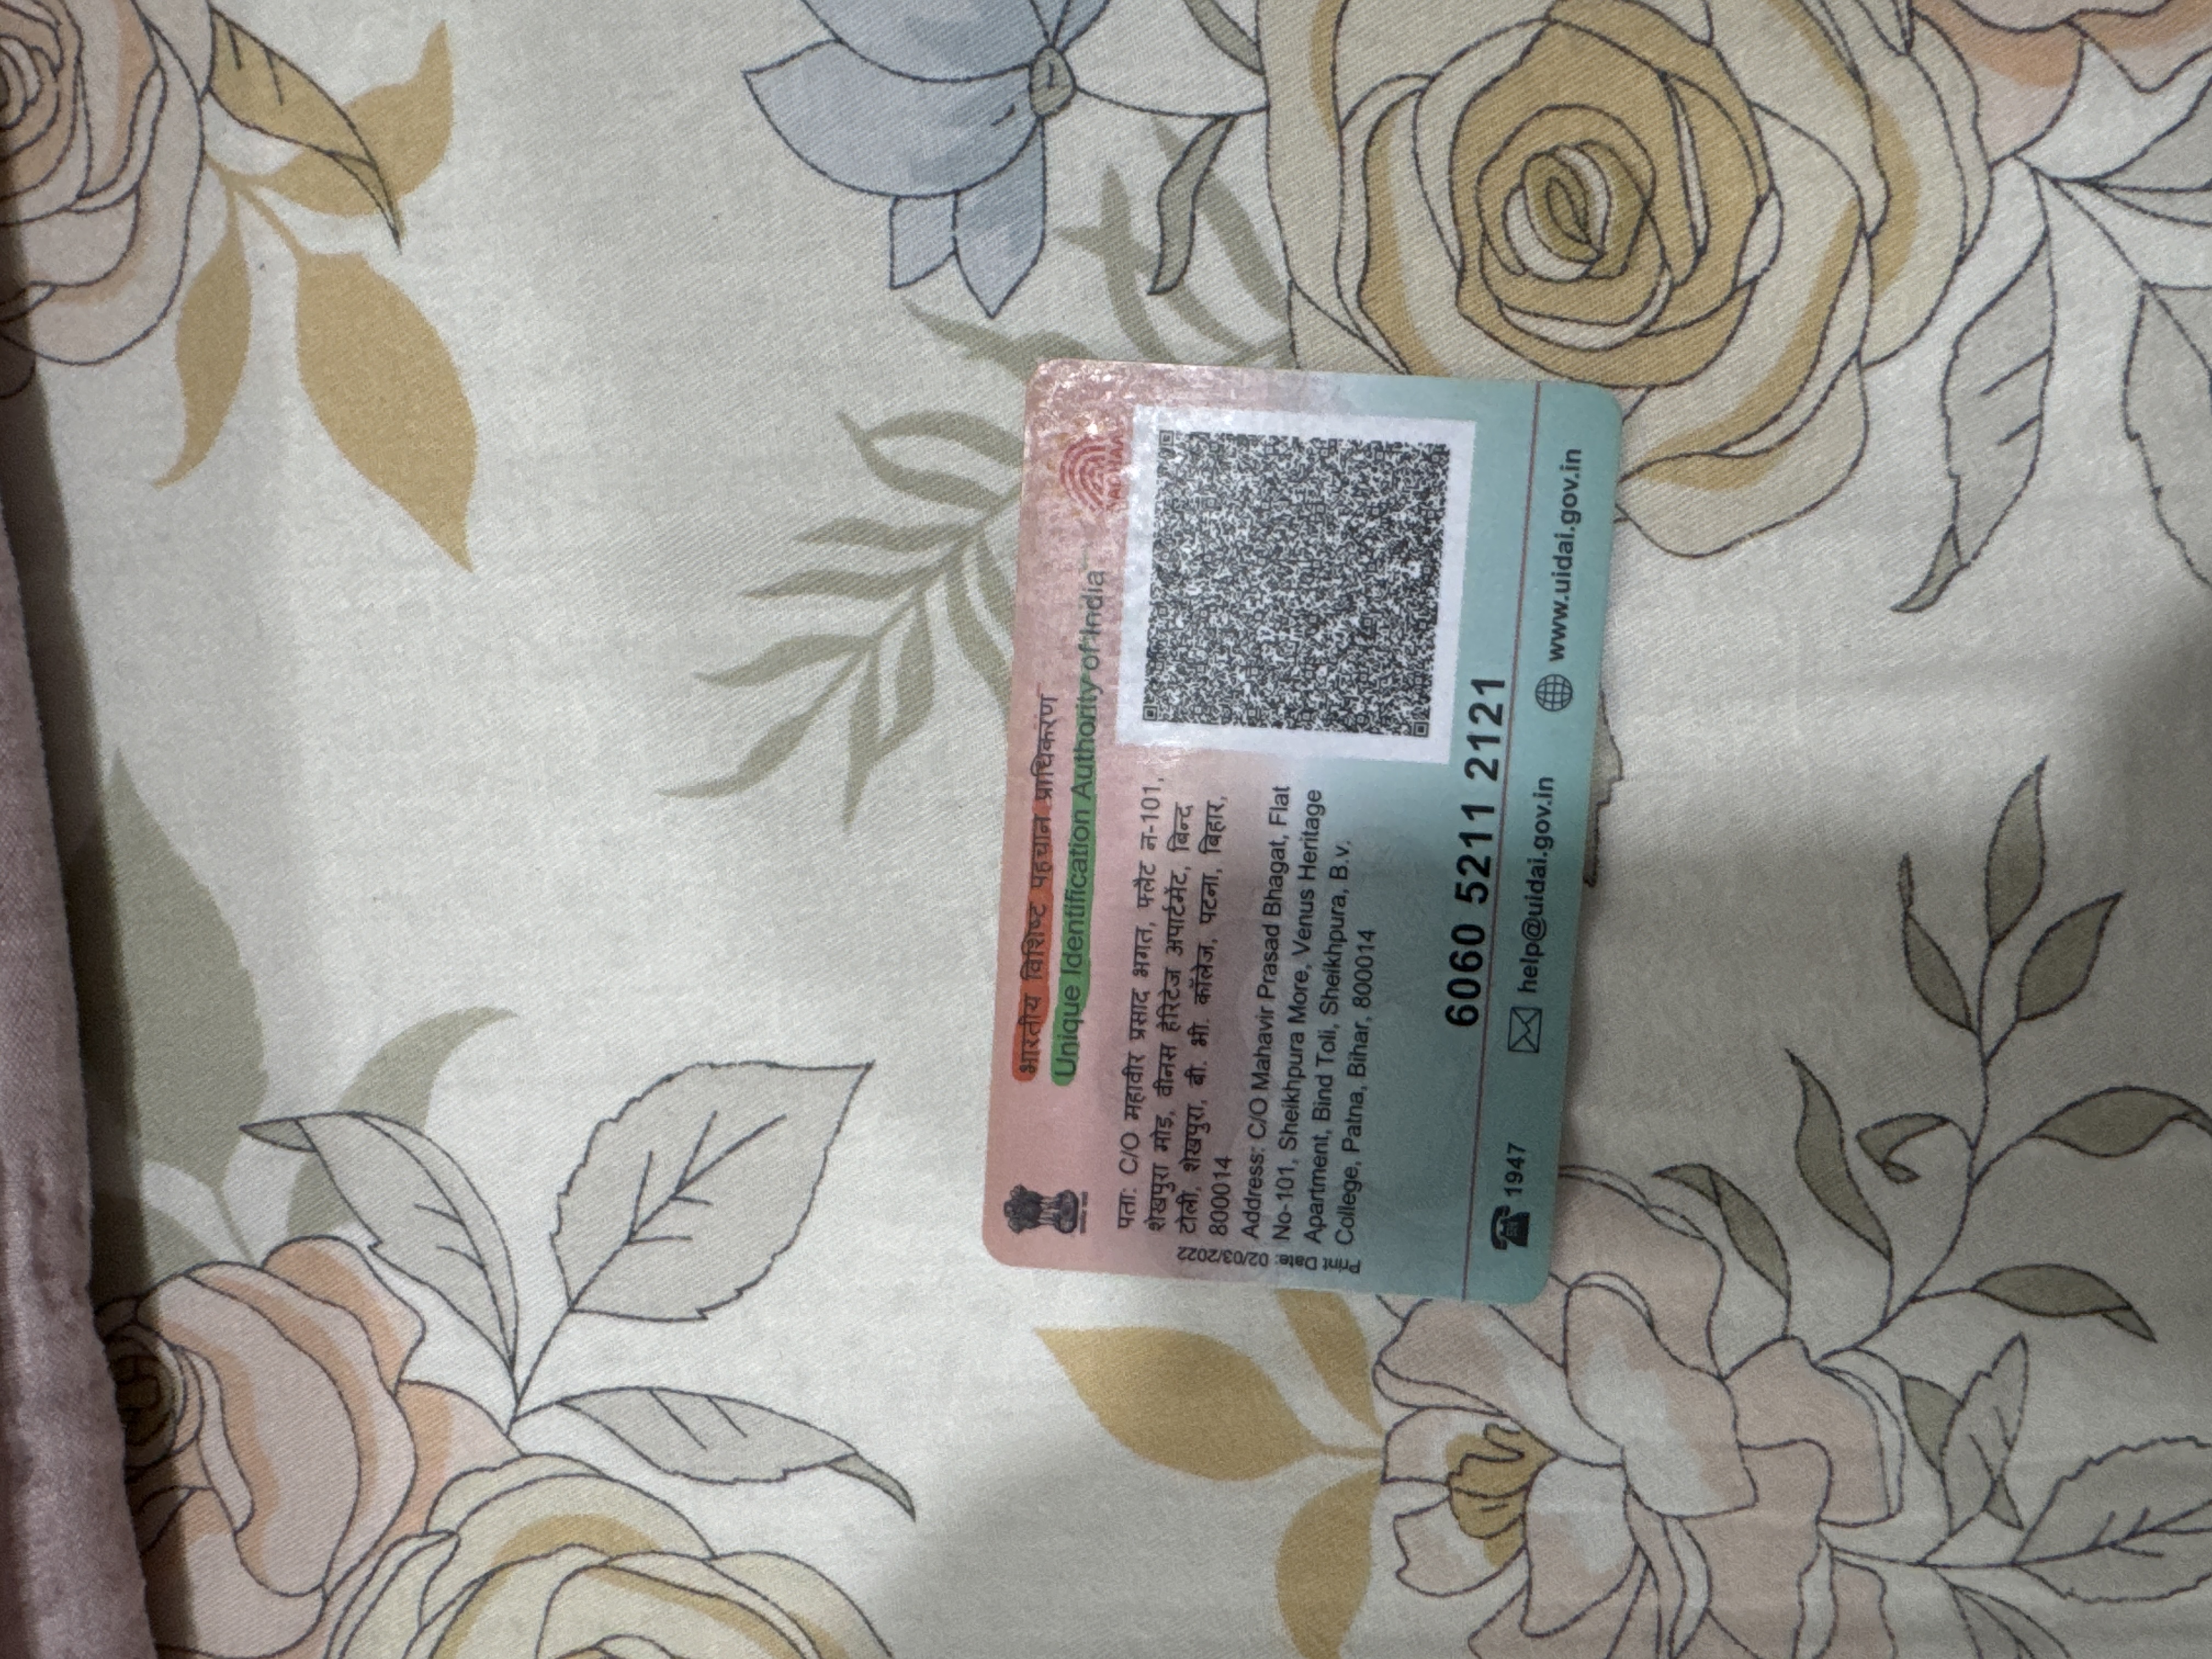 भारतीय विशिष्ट पहचान प्राधिकरण
Unique Identification Authority of India
AADHAAR
पता: C/O महावीर प्रसाद भगत, फ्लैट न-101,
शेखपुरा मोड़, वीनस हेरिटेज अपार्टमेंट, बिन्द
टोली, शेखपुरा, बी. भी. कॉलेज, पटना, बिहार,
800014
Address: C/O Mahavir Prasad Bhagat, Flat
No-101, Sheikhpura More, Venus Heritage
Apartment, Bind Toli, Sheikhpura, B.v.
College, Patna, Bihar, 800014
Print Date: 02/03/2022
6060 5211 2121
1947
help@uidai.gov.in
www.uidai.gov.in